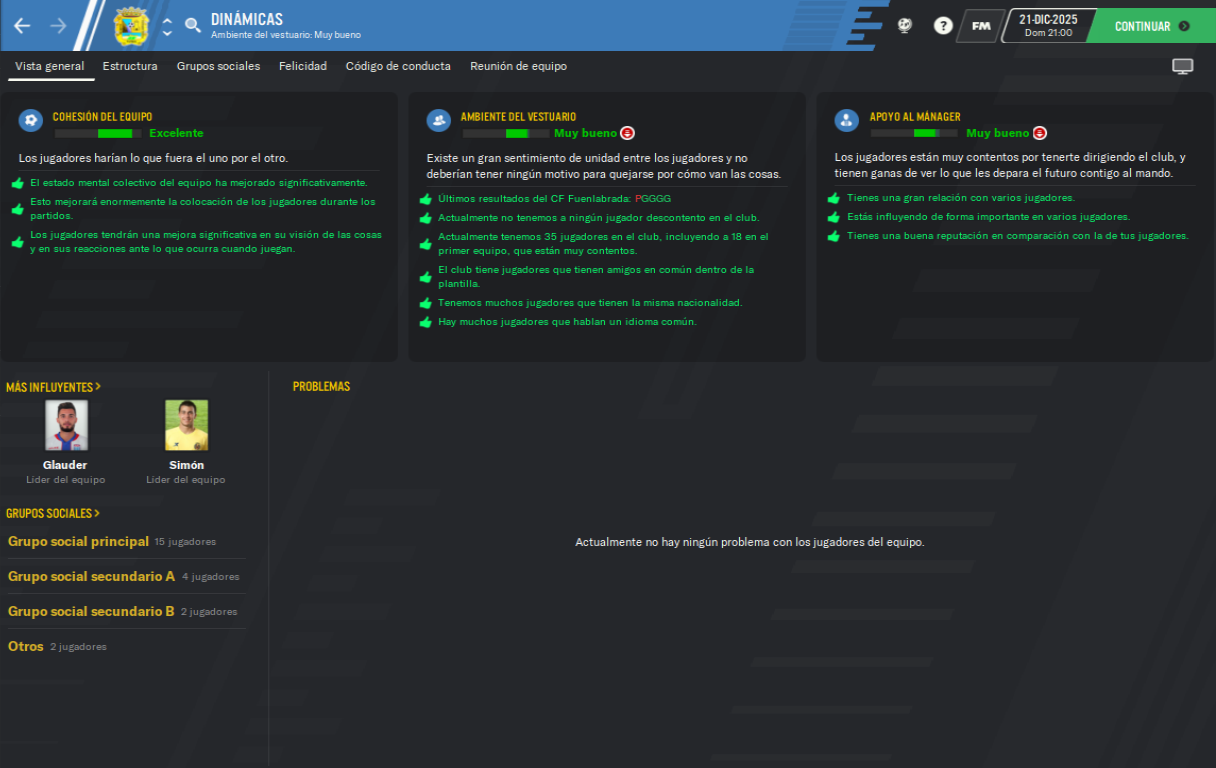 DINÁMICAS
Ambiente del vestuario: Muy bueno
?
FM
21-DIC-2025
Dom 21:00
CONTINUAR
Vista general
Estructura
Grupos sociales
Felicidad
Código de conducta
Reunión de equipo
COHESIÓN DEL EQUIPO
Excelente
Los jugadores harían lo que fuera el uno por el otro.
El estado mental colectivo del equipo ha mejorado significativamente.
Esto mejorará enormemente la colocación de los jugadores durante los
partidos.
Los jugadores tendrán una mejora significativa en su visión de las cosas
y en sus reacciones ante lo que ocurra cuando juegan.
AMBIENTE DEL VESTUARIO
Muy bueno
Existe un gran sentimiento de unidad entre los jugadores y no
deberían tener ningún motivo para quejarse por cómo van las cosas.
Últimos resultados del CF Fuenlabrada: PGGGG
Actualmente no tenemos a ningún jugador descontento en el club.
Actualmente tenemos 35 jugadores en el club, incluyendo a 18 en el
primer equipo, que están muy contentos.
El club tiene jugadores que tienen amigos en común dentro de la
plantilla.
Tenemos muchos jugadores que tienen la misma nacionalidad.
Hay muchos jugadores que hablan un idioma común.
APOYO AL MÁNAGER
Muy bueno
Los jugadores están muy contentos por tenerte dirigiendo el club, y
tienen ganas de ver lo que les depara el futuro contigo al mando.
Tienes una gran relación con varios jugadores.
Estás influyendo de forma importante en varios jugadores.
Tienes una buena reputación en comparación con la de tus jugadores.
MÁS INFLUYENTES >
Glauder
Líder del equipo
Simón
Líder del equipo
GRUPOS SOCIALES >
Grupo social principal 15 jugadores
Grupo social secundario A 4 jugadores
Grupo social secundario B 2 jugadores
Otros 2 jugadores
PROBLEMAS
Actualmente no hay ningún problema con los jugadores del equipo.